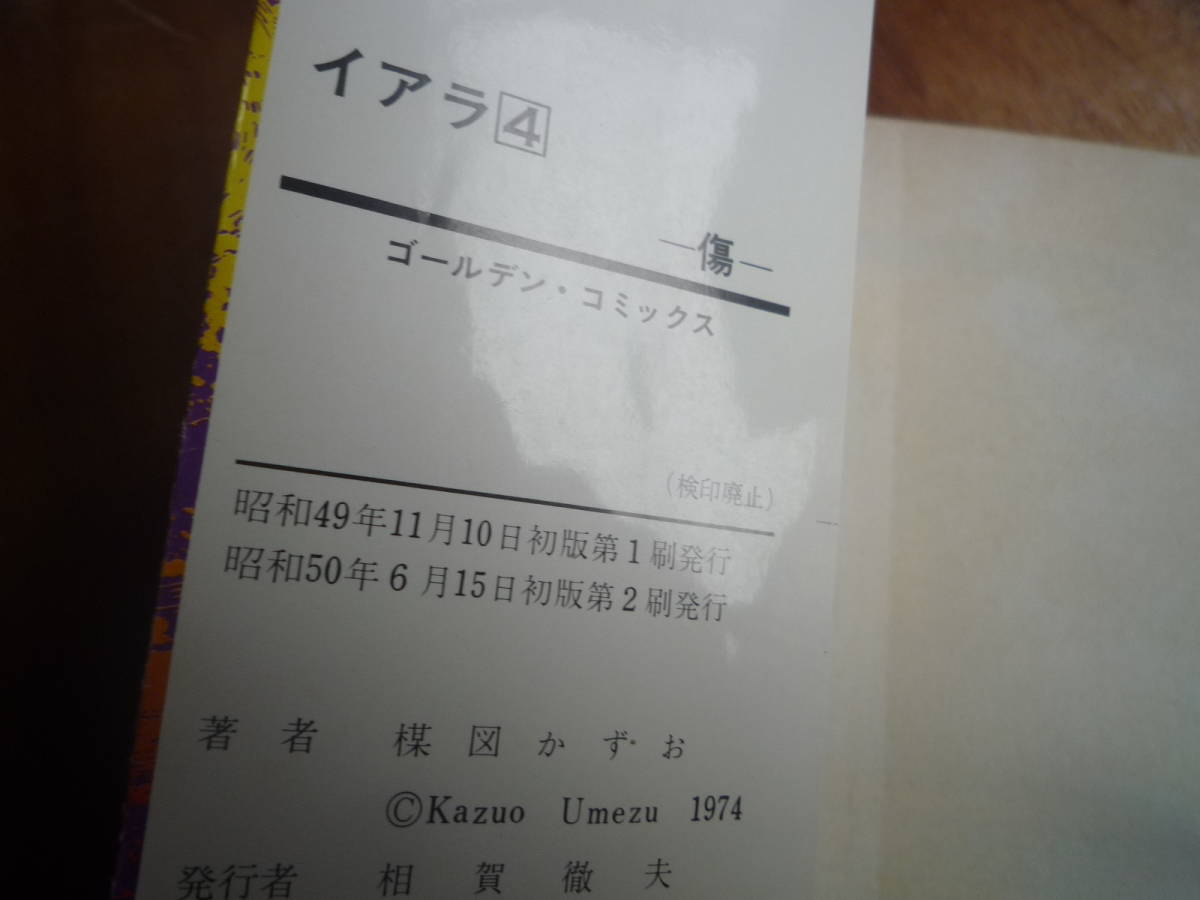 イアラ4
―傷―
ゴールデン・コミックス
（検印廃止）
昭和49年11月10日初版第1刷発行
昭和50年6月15日初版第2刷発行
著者 楳図かずお
©Kazuo Umezu 1974
発行者 相賀徹夫